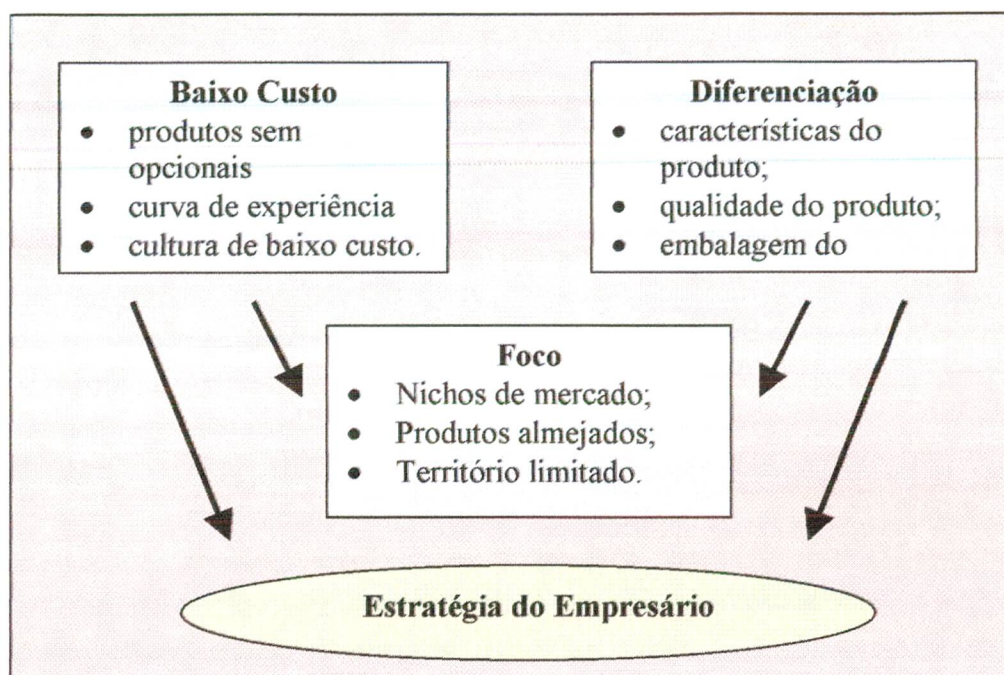 Baixo Custo
• produtos sem
opcionais
• curva de experiência
• cultura de baixo custo.
Diferenciação
• características do
produto;
• qualidade do produto;
• embalagem do
Foco
• Nichos de mercado;
• Produtos almejados;
• Território limitado.
Estratégia do Empresário